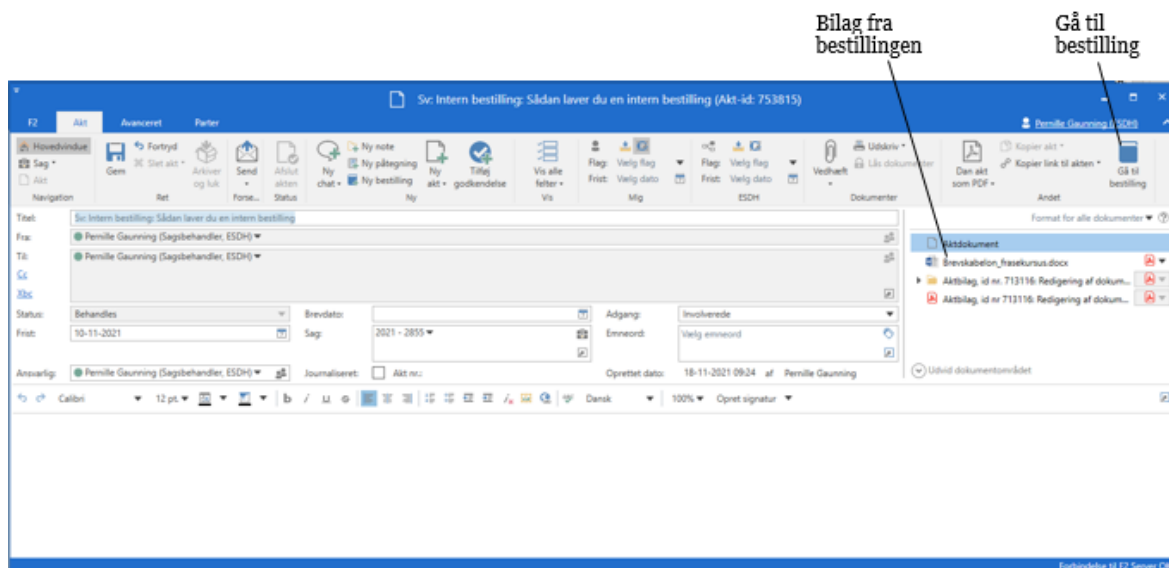 Bilag fra
bestillingen
Gå til
bestilling
Sv: Intern bestilling: Sådan laver du en intern bestilling (Akt-id: 753815)
F2 Akt Avanceret Parter
Pernille Gaunning (ESDH)
Hovedvindue
Sag
Akt
Navigation
Gem
Fortryd
Slet akt
Arkiver
og luk
Ret
Send
Forse...
Afslut
akten
Status
Ny
chat
Ny note
Ny påtegning
Ny bestilling
Ny
akt
Tilføj
godkendelse
Ny
Vis alle
felter
Vis
Flag: Vælg flag
Frist: Vælg dato
Mig
Flag: Vælg flag
Frist: Vælg dato
ESDH
Vedhæft
Udskriv
Lås dokumenter
Dokumenter
Dan akt
som PDF
Kopier akt
Kopier link til akten
Gå til
bestilling
Andet
Titel: Sv: Intern bestilling: Sådan laver du en intern bestilling
Fra: Pernille Gaunning (Sagsbehandler, ESDH)
Til: Pernille Gaunning (Sagsbehandler, ESDH)
Cc
Xbc
Status: Behandles Brevdato: Adgang: Involverede
Frist: 10-11-2021 Sag: 2021 - 2855 Emneord: Vælg emneord
Ansvarlig: Pernille Gaunning (Sagsbehandler, ESDH) Journaliseret: Akt nr.: Oprettet dato: 18-11-2021 09:24 af Pernille Gaunning
Format for alle dokumenter
Aktdokument
Brevskabelon_frasekursus.docx
Aktbilag, id nr. 713116: Redigering af dokum...
Aktbilag, id nr 713116: Redigering af dokum...
Udvid dokumentområdet
Calibri 12 pt. b / u Dansk 100% Opret signatur
Forbindelse til F2 Server